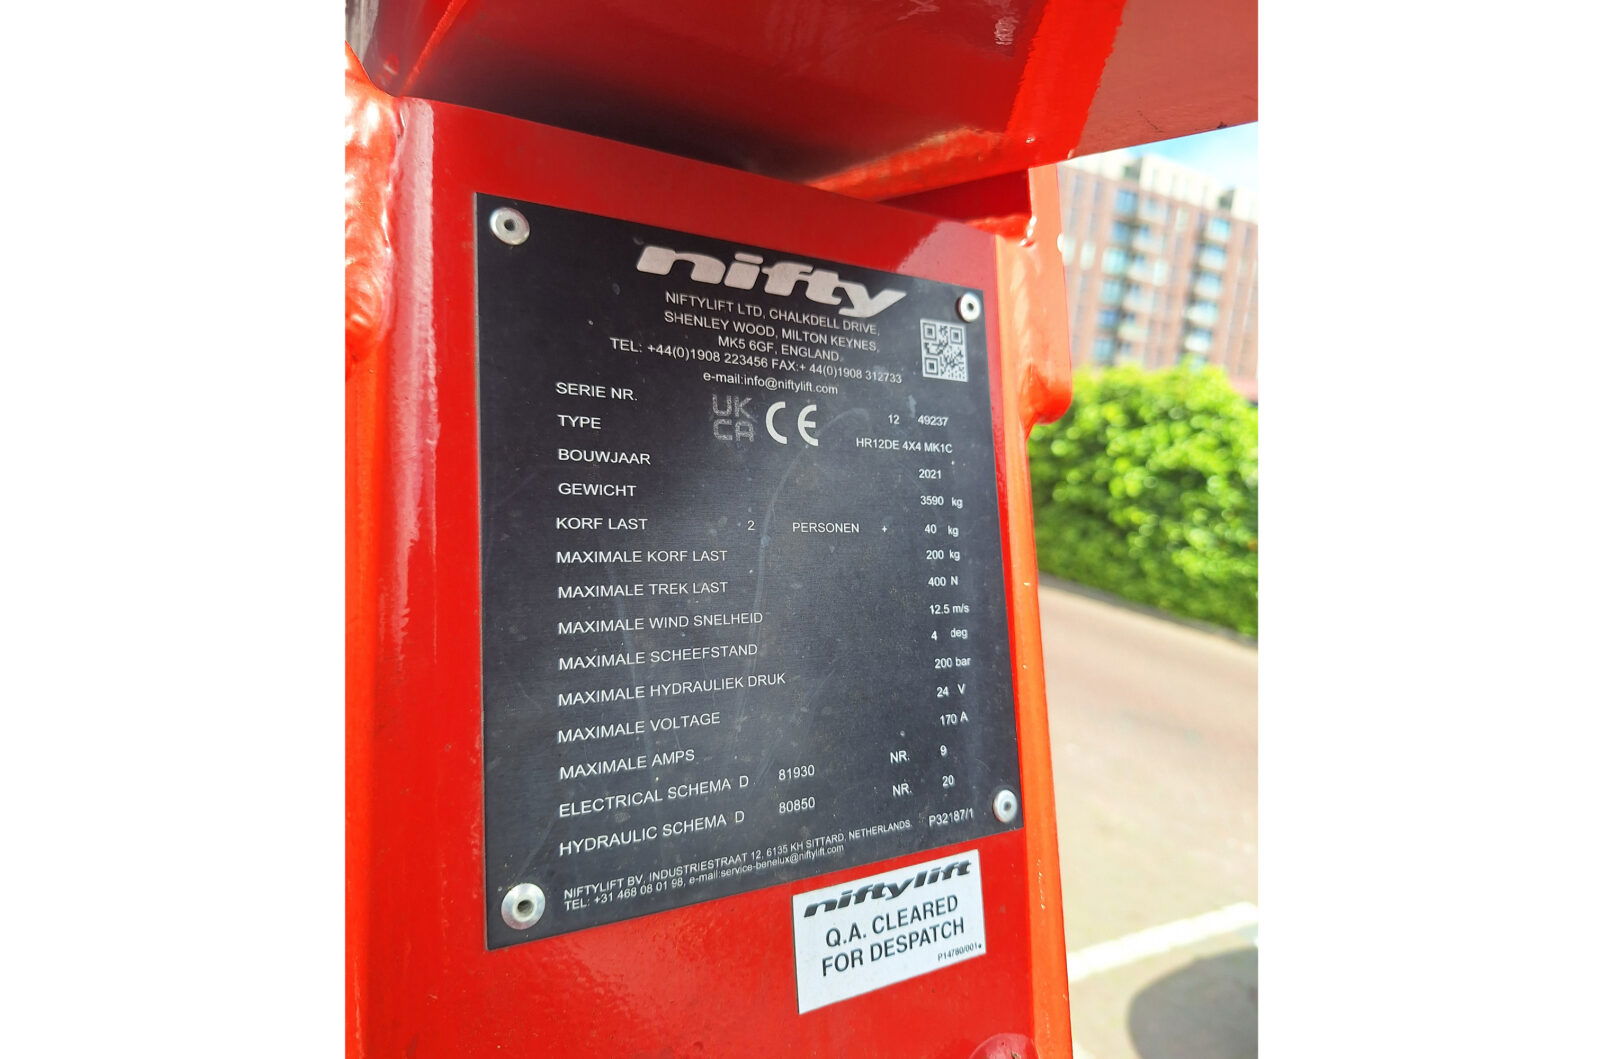 nifty
NIFTYLIFT LTD, CHALKDELL DRIVE,
SHENLEY WOOD, MILTON KEYNES,
MK5 6GF, ENGLAND.
TEL: +44(0)1908 223456 FAX:+ 44(0)1908 312733
e-mail:info@niftylift.com
UK
CA CE
SERIE NR. 12 49237
TYPE HR12DE 4X4 MK1C
BOUWJAAR 2021
GEWICHT 3590 kg
KORF LAST 2 PERSONEN + 40 kg
MAXIMALE KORF LAST 200 kg
MAXIMALE TREK LAST 400 N
MAXIMALE WIND SNELHEID 12.5 m/s
MAXIMALE SCHEEFSTAND 4 deg
MAXIMALE HYDRAULIEK DRUK 200 bar
MAXIMALE VOLTAGE 24 V
MAXIMALE AMPS 170 A
ELECTRICAL SCHEMA D 81930 NR. 9
HYDRAULIC SCHEMA D 80850 NR. 20
NIFTYLIFT BV, INDUSTRIESTRAAT 12, 6135 KH SITTARD, NETHERLANDS. P32187/1
TEL: +31 468 08 01 98, e-mail:service-benelux@niftylift.com
niftylift
Q.A. CLEARED
FOR DESPATCH
P14780/001